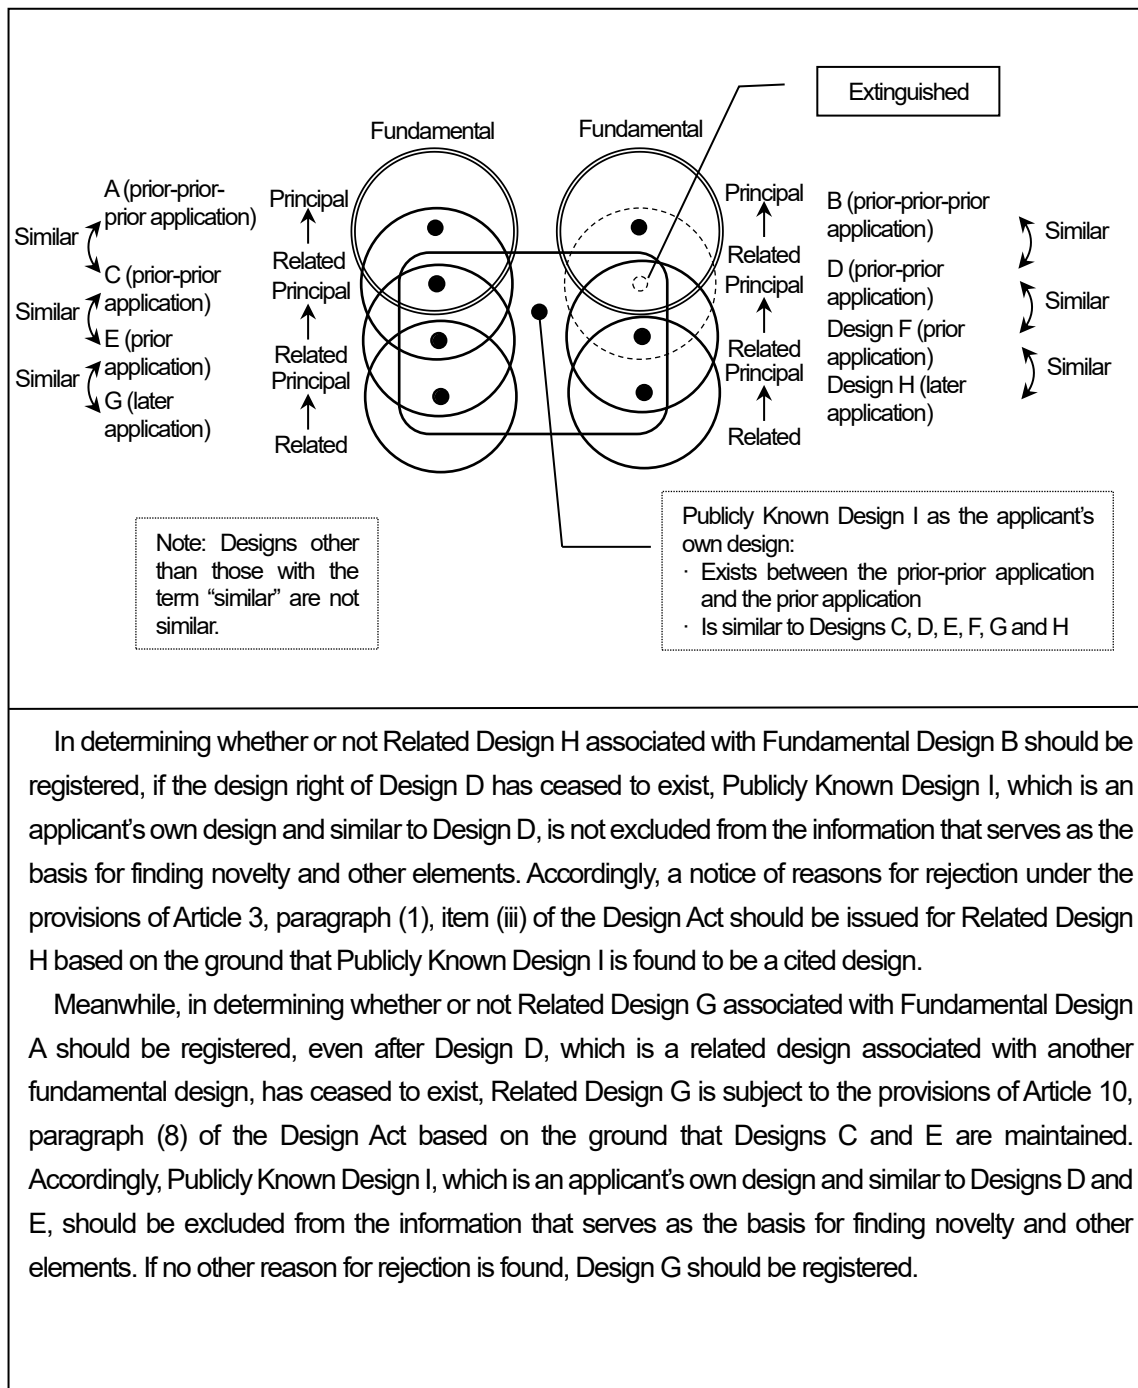 Extinguished
Fundamental
Fundamental
A (prior-prior-
prior application)
Similar
C (prior-prior
application)
Similar
E (prior
application)
Similar
G (later
application)
Principal
Related
Principal
Related
Principal
Related
Principal
Related
Principal
Related
Principal
Related
B (prior-prior-prior
application)
Similar
D (prior-prior
application)
Similar
Design F (prior
application)
Similar
Design H (later
application)
Note: Designs other
than those with the
term “similar” are not
similar.
Publicly Known Design I as the applicant’s
own design:
· Exists between the prior-prior application
and the prior application
· Is similar to Designs C, D, E, F, G and H
In determining whether or not Related Design H associated with Fundamental Design B should be
registered, if the design right of Design D has ceased to exist, Publicly Known Design I, which is an
applicant’s own design and similar to Design D, is not excluded from the information that serves as the
basis for finding novelty and other elements. Accordingly, a notice of reasons for rejection under the
provisions of Article 3, paragraph (1), item (iii) of the Design Act should be issued for Related Design
H based on the ground that Publicly Known Design I is found to be a cited design.
Meanwhile, in determining whether or not Related Design G associated with Fundamental Design
A should be registered, even after Design D, which is a related design associated with another
fundamental design, has ceased to exist, Related Design G is subject to the provisions of Article 10,
paragraph (8) of the Design Act based on the ground that Designs C and E are maintained.
Accordingly, Publicly Known Design I, which is an applicant’s own design and similar to Designs D and
E, should be excluded from the information that serves as the basis for finding novelty and other
elements. If no other reason for rejection is found, Design G should be registered.